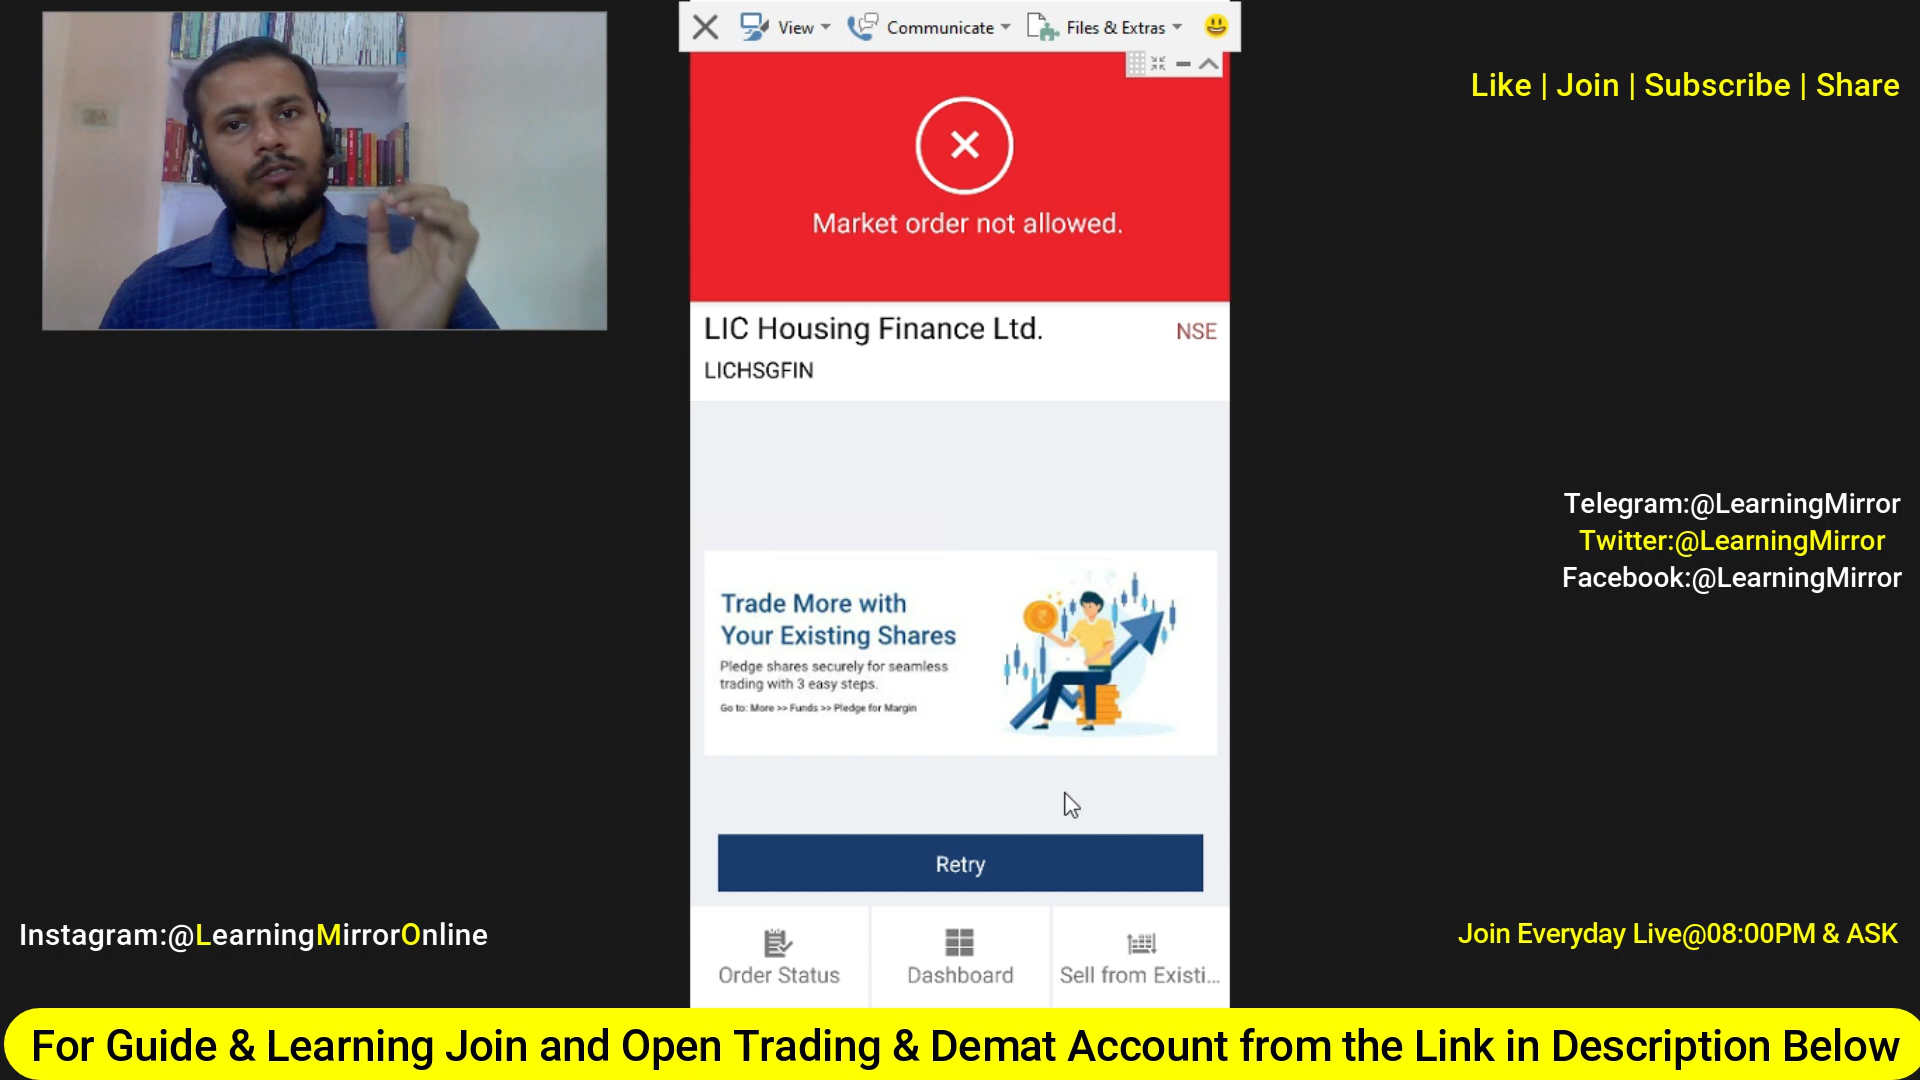 View
Communicate
Files & Extras
Like | Join | Subscribe | Share
Market order not allowed.
LIC Housing Finance Ltd.
NSE
LICHSGFIN
Telegram:@LearningMirror
Twitter:@LearningMirror
Facebook:@LearningMirror
Trade More with
Your Existing Shares
Pledge shares securely for seamless
trading with 3 easy steps.
Go to: More >> Funds >> Pledge for Margin
Retry
Instagram:@LearningMirrorOnline
Join Everyday Live@08:00PM & ASK
Order Status
Dashboard
Sell from Existi...
For Guide & Learning Join and Open Trading & Demat Account from the Link in Description Below